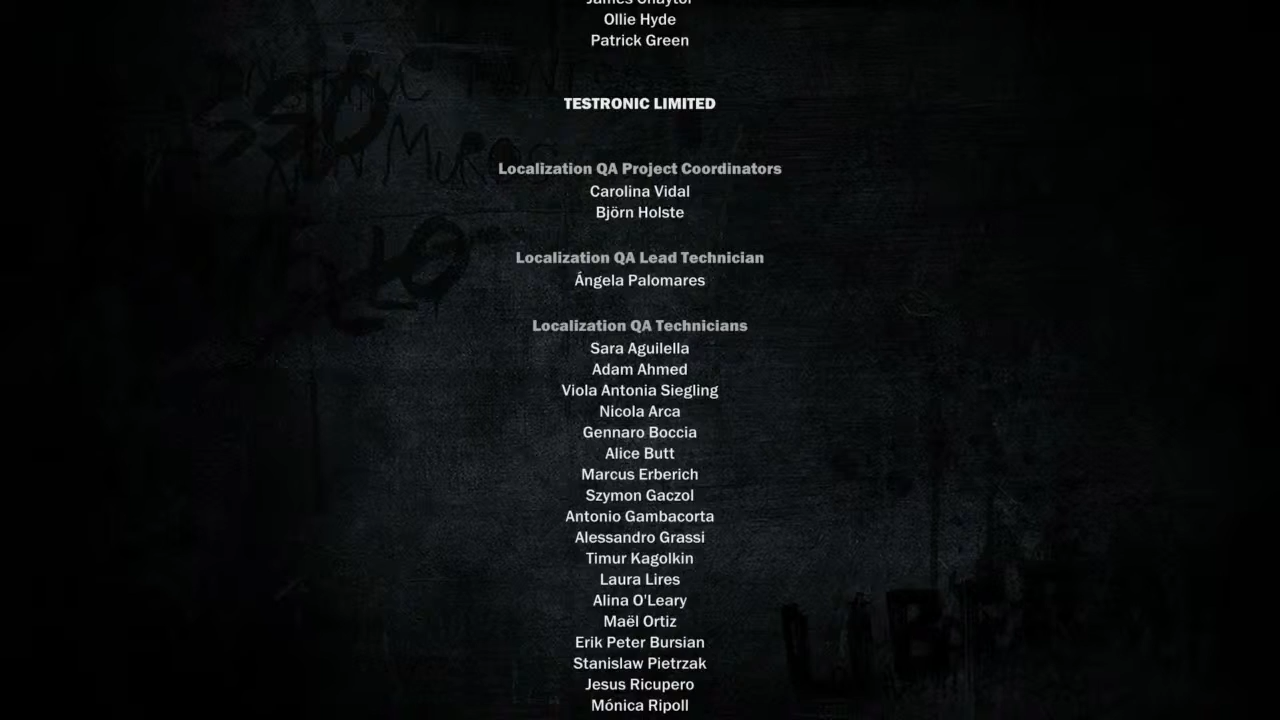 Ollie Hyde
Patrick Green
TESTRONIC LIMITED
Localization QA Project Coordinators
Carolina Vidal
Björn Holste
Localization QA Lead Technician
Ángela Palomares
Localization QA Technicians
Sara Aguilella
Adam Ahmed
Viola Antonia Siegling
Nicola Arca
Gennaro Boccia
Alice Butt
Marcus Erberich
Szymon Gaczol
Antonio Gambacorta
Alessandro Grassi
Timur Kagolkin
Laura Lires
Alina O'Leary
Maël Ortiz
Erik Peter Bursian
Stanislaw Pietrzak
Jesus Ricupero
Mónica Ripoll